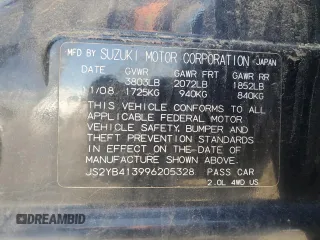 MFD BY SUZUKI MOTOR CORPORATION JAPAN
DATE GVWR GAWR FRT GAWR RR
3803LB 2072LB 1852LB
11/08 1725KG 940KG 840KG
THIS VEHICLE CONFORMS TO ALL
APPLICABLE FEDERAL MOTOR
VEHICLE SAFETY, BUMPER AND
THEFT PREVENTION STANDARDS
IN EFFECT ON THE-DATE OF
MANUFACTURE SHOWN ABOVE.
JS2YB413996205328 PASS CAR
2.0L 4WD US
DREAMBID